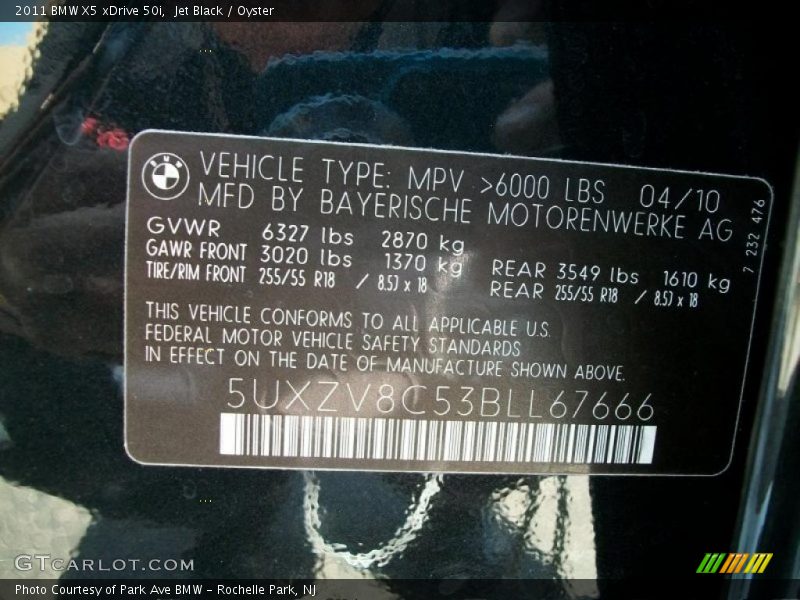 2011 BMW X5 xDrive 50i, Jet Black / Oyster
BMW
VEHICLE TYPE: MPV >6000 LBS 04/10
MFD BY BAYERISCHE MOTORENWERKE AG
GVWR 6327 lbs 2870 kg
GAWR FRONT 3020 lbs 1370 kg REAR 3549 lbs 1610 kg
TIRE/RIM FRONT 255/55 R18 / 8.5J x 18 REAR 255/55 R18 / 8.5J x 18
7 232 476
THIS VEHICLE CONFORMS TO ALL APPLICABLE U.S.
FEDERAL MOTOR VEHICLE SAFETY STANDARDS
IN EFFECT ON THE DATE OF MANUFACTURE SHOWN ABOVE.
5UXZV8C53BLL67666
GTCARLOT.COM
Photo Courtesy of Park Ave BMW - Rochelle Park, NJ